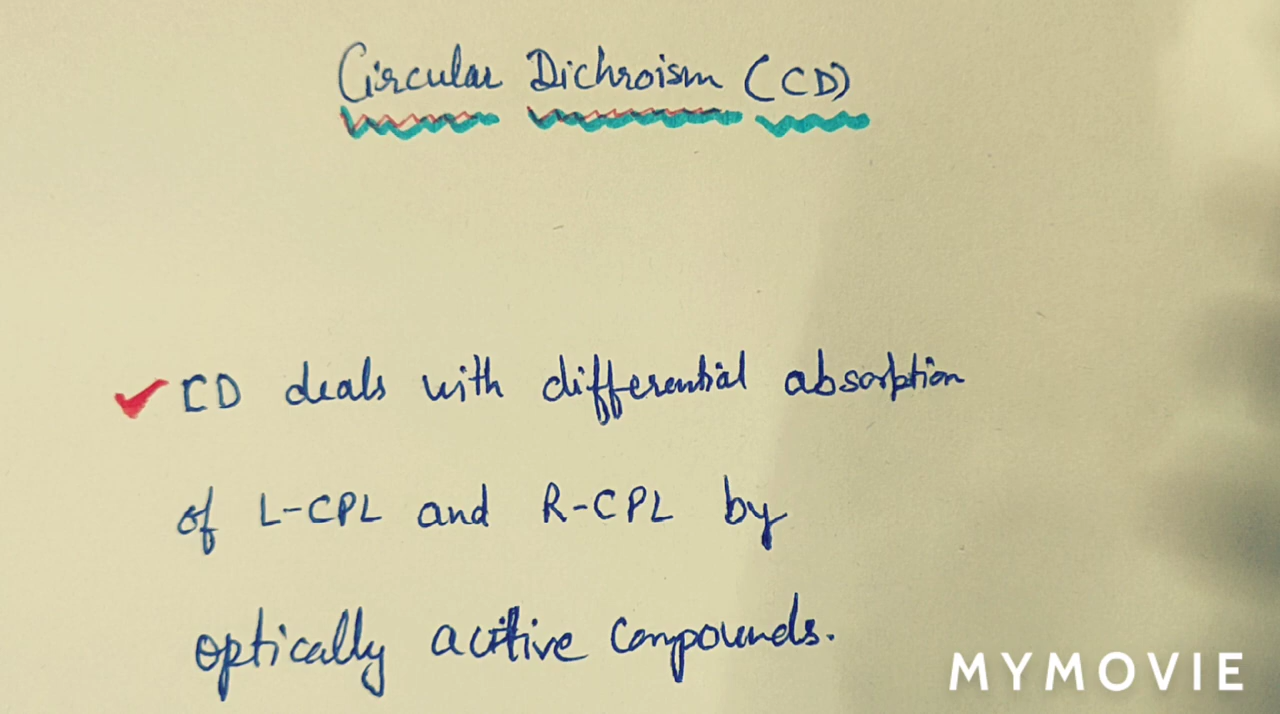 Circular Dichroism (CD)
CD deals with differential absorption
of L-CPL and R-CPL by
optically active compounds.
MYMOVIE